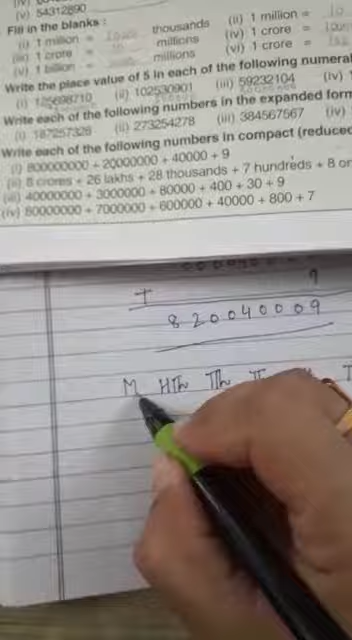 (v) 54312890
Fill in the blanks :
(i) 1 million = thousands (ii) 1 million = 10
(iii) 1 crore = 10 millions (iv) 1 crore =
(v) 1 billion = millions (vi) 1 crore =
Write the place value of 5 in each of the following numeral
(i) 125698710 (ii) 102530901 (iii) 59232104 (iv)
Write each of the following numbers in the expanded form
(i) 187257328 (ii) 273254278 (iii) 384567567 (iv)
Write each of the following numbers in compact (reduced
(i) 800000000 + 20000000 + 40000 + 9
(ii) 8 crores + 26 lakhs + 28 thousands + 7 hundreds + 8 or
(iii) 40000000 + 3000000 + 80000 + 400 + 30 + 9
(iv) 80000000 + 7000000 + 600000 + 40000 + 800 + 7
+ 9
820040009
M HTh TTh T